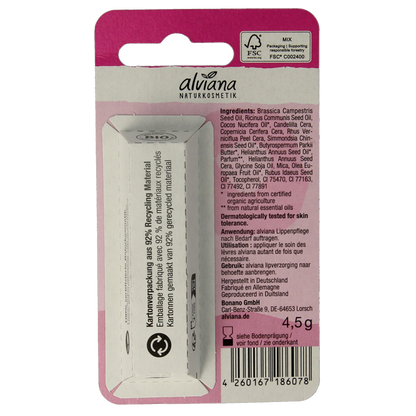 alviana
NATURKOSMETIK
FSC
MIX
Packaging | Supporting
responsible forestry
FSC® C002400
Ingredients: Brassica Campestris
Seed Oil, Ricinus Communis Seed Oil,
Cocos Nucifera Oil*, Candelilla Cera,
Copernicia Cerifera Cera, Rhus Ver-
niciflua Peel Cera, Simmondsia Chin-
ensis Seed Oil*, Butyrospermum Parkii
Butter*, Helianthus Annuus Seed Oil*,
Parfum**, Helianthus Annuus Seed
Cera, Glycine Soja Oil, Mica, Olea Eu-
ropaea Fruit Oil*, Rubus Idaeus Seed
Oil*, Tocopherol, CI 75470, CI 77163,
CI 77492, CI 77891
* ingredients from certified
organic agriculture
** from natural essential oils
Dermatologically tested for skin
tolerance.
Anwendung: alviana Lippenpflege
nach Bedarf auftragen.
Utilisation : appliquer le soin des
lèvres alviana autant de fois que
nécessaire.
Gebruik: alviana lipverzorging naar
behoefte aanbrengen.
Hergestellt in Deutschland
Fabriqué en Allemagne
Geproduceerd in Duitsland
Bonano GmbH
Carl-Benz-Straße 9, DE-64653 Lorsch
alviana.de
4,5g
siehe Bodenprägung /
voir fond / zie onderkant
4 260167 186078
BIO
Kartonverpackung aus 92% Recycling Material
Emballage fabriqué avec 92 % de matériaux recyclés
Kartonnen gemaakt van 92% gerecycled materiaal